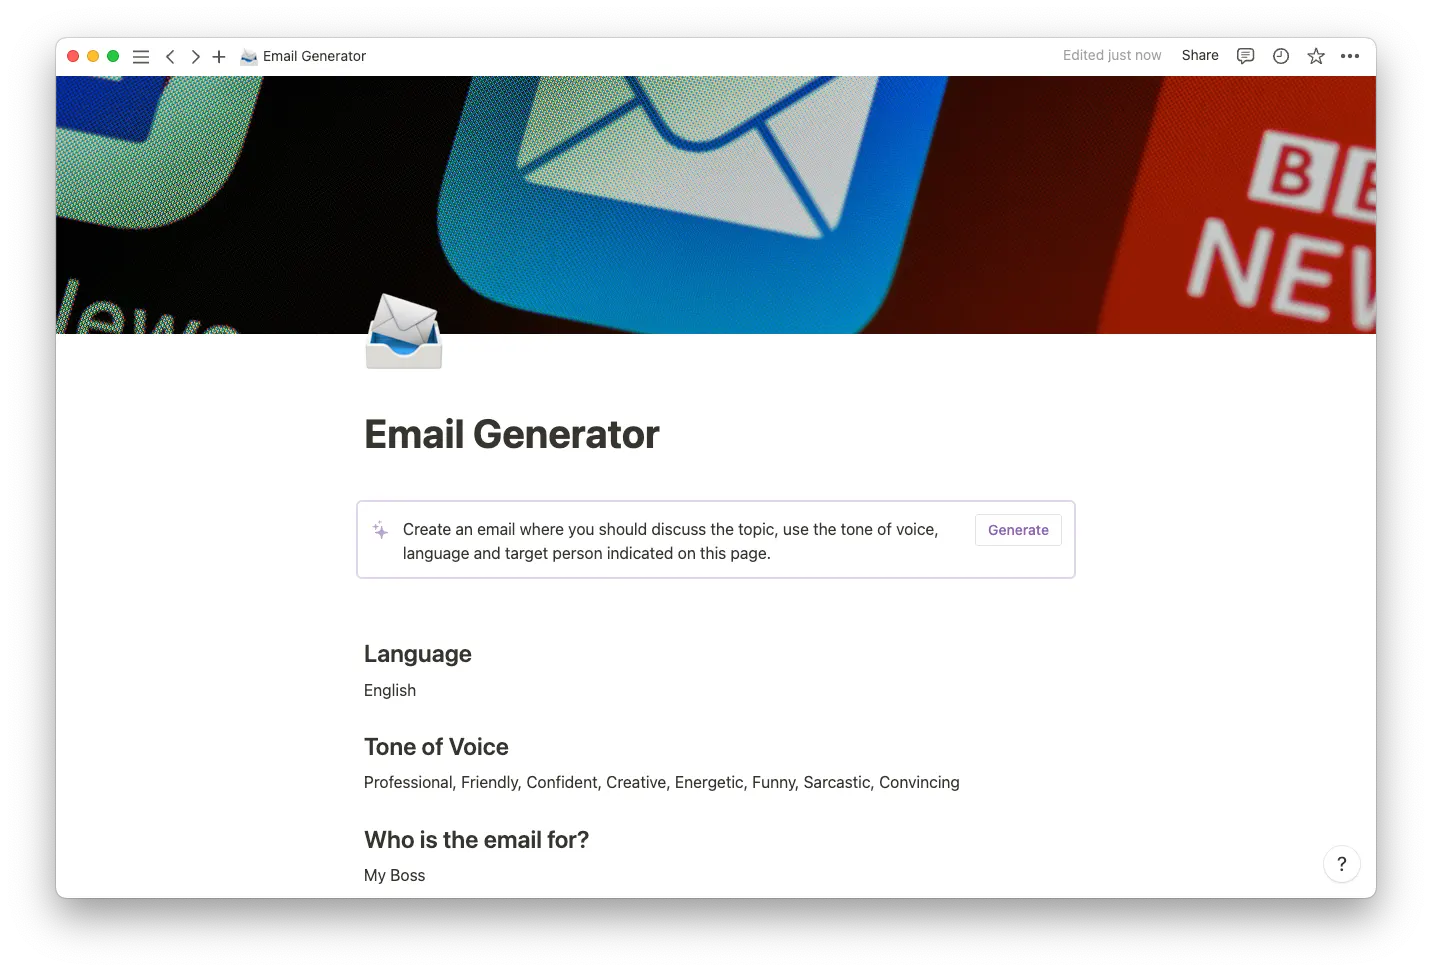 Email Generator
Edited just now
Share
BB
NEW
News
Email Generator
Create an email where you should discuss the topic, use the tone of voice,
language and target person indicated on this page.
Generate
Language
English
Tone of Voice
Professional, Friendly, Confident, Creative, Energetic, Funny, Sarcastic, Convincing
Who is the email for?
My Boss
?